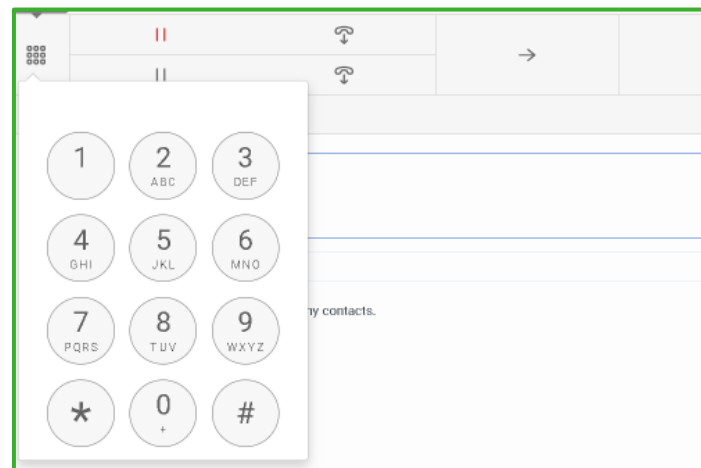 1 2 3
ABC DEF
4 5 6
GHI JKL MNO
ny contacts.
7 8 9
PQRS TUV WXYZ
* 0 #
+